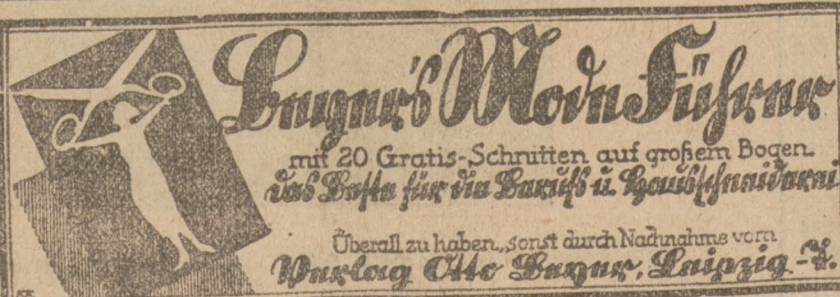 Beyer's Mode Führer
mit 20 Gratis-Schnitten auf großem Bogen.
das Beste für die Berufs u. Hausschneiderei
Überall zu haben, sonst durch Nachnahme vom
Verlag Otto Beyer, Leipzig-T.